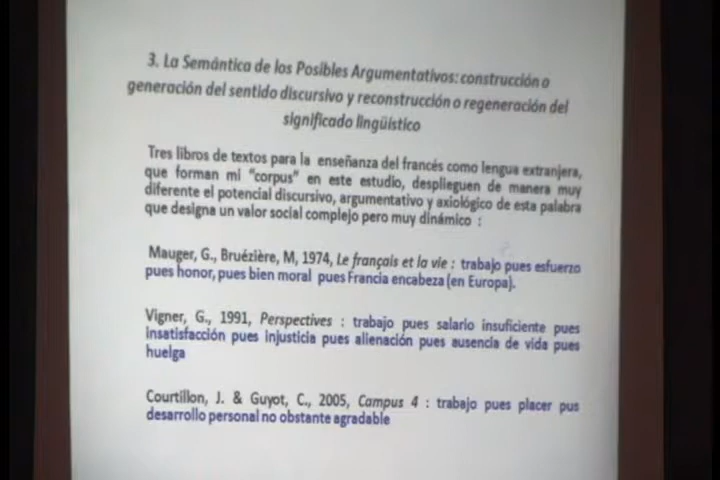 3. La Semántica de los Posibles Argumentativos: construcción o
generación del sentido discursivo y reconstrucción o regeneración del
significado lingüístico
Tres libros de textos para la enseñanza del francés como lengua extranjera,
que forman mi "corpus" en este estudio, desplieguen de manera muy
diferente el potencial discursivo, argumentativo y axiológico de esta palabra
que designa un valor social complejo pero muy dinámico :
Mauger, G., Bruézière, M, 1974, Le français et la vie : trabajo pues esfuerzo
pues honor, pues bien moral pues Francia encabeza (en Europa).
Vigner, G., 1991, Perspectives : trabajo pues salario insuficiente pues
insatisfacción pues injusticia pues alienación pues ausencia de vida pues
huelga
Courtillon, J. & Guyot, C., 2005, Campus 4 : trabajo pues placer pus
desarrollo personal no obstante agradable